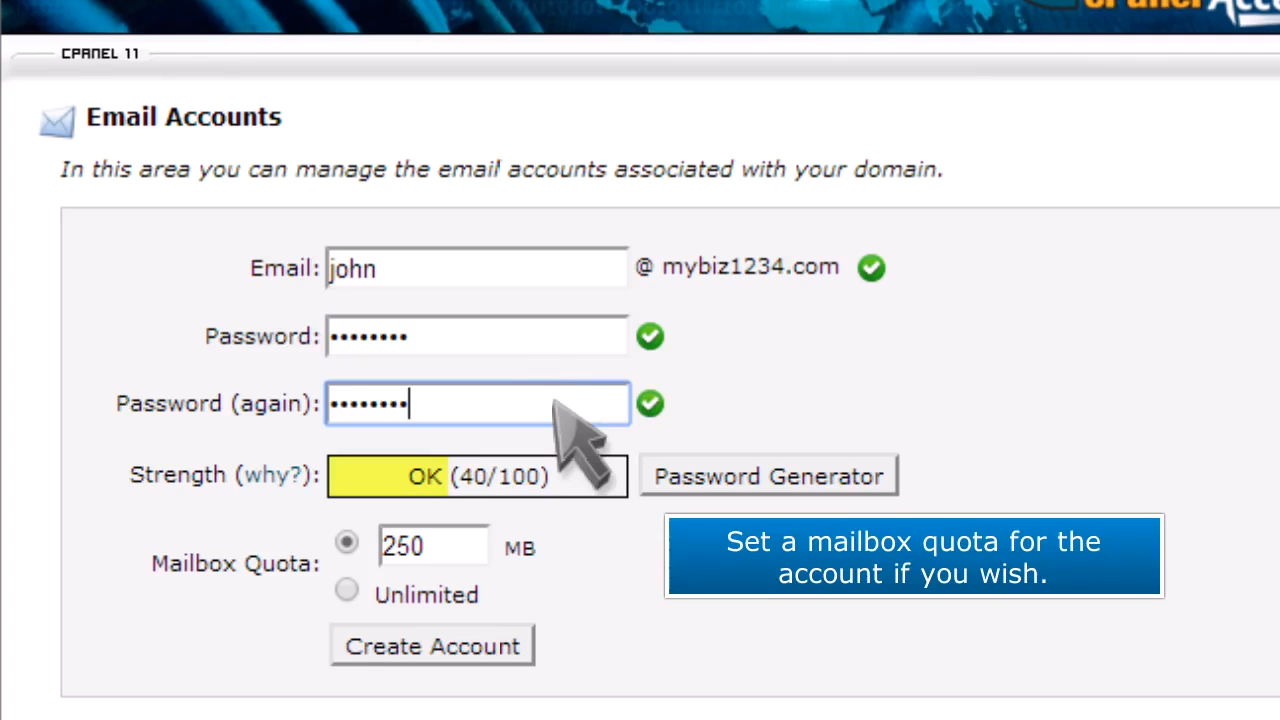 cPanel Acc
CPANEL 11
Email Accounts
In this area you can manage the email accounts associated with your domain.
Email: john @ mybiz1234.com
Password: ••••••••
Password (again): ••••••••
Strength (why?): OK (40/100) Password Generator
Mailbox Quota: 250 MB
Unlimited
Set a mailbox quota for the
account if you wish.
Create Account